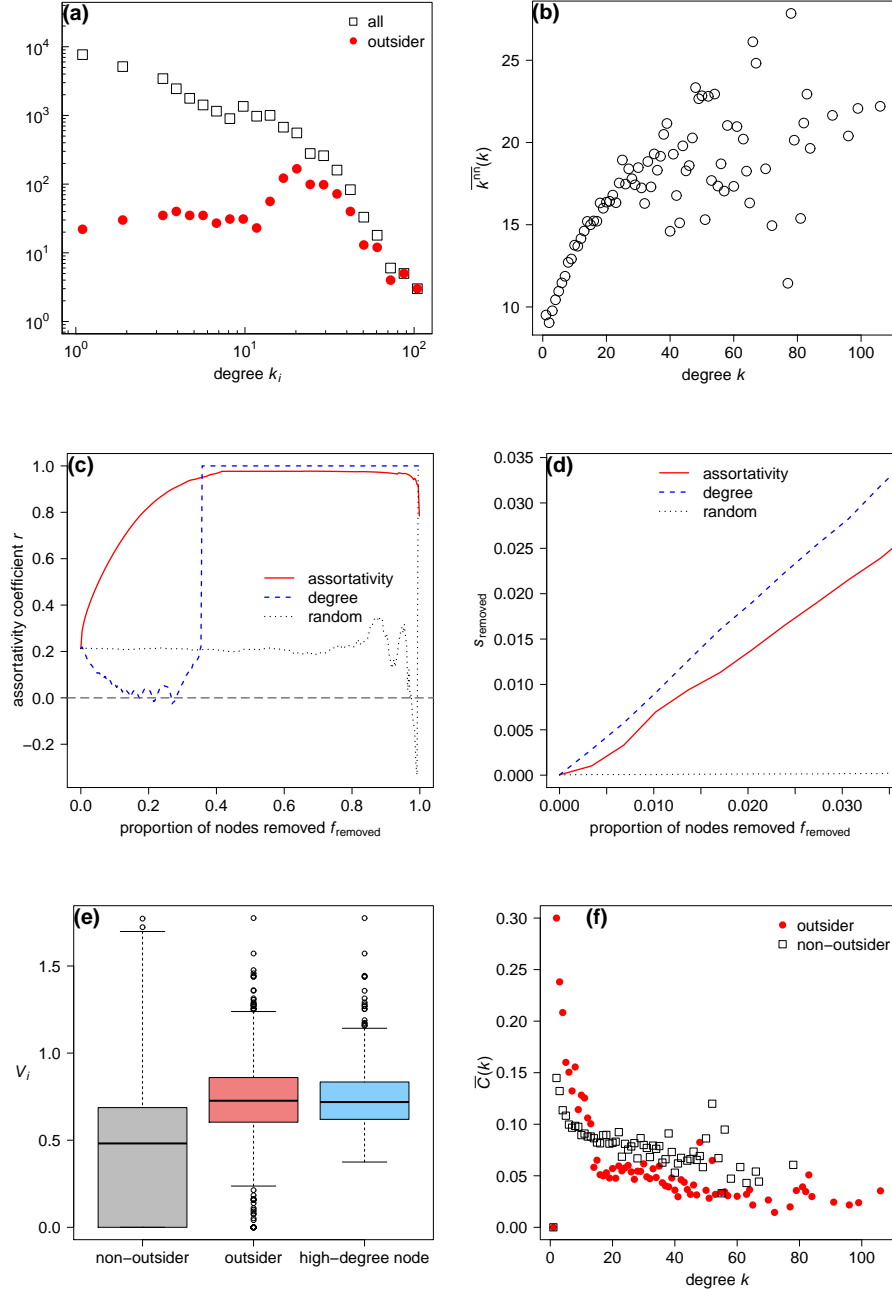 (a)
all
outsider
10^4
10^3
10^2
10^1
10^0
10^0 10^1 10^2
degree k_i
(b)
25
20
15
10
k^{nn}(k)
0 20 40 60 80 100
degree k
(c)
1.0
0.8
0.6
0.4
0.2
0.0
−0.2
assortativity coefficient r
assortativity
degree
random
0.0 0.2 0.4 0.6 0.8 1.0
proportion of nodes removed f_removed
(d)
0.035
0.030
0.025
0.020
0.015
0.010
0.005
0.000
s_removed
assortativity
degree
random
0.000 0.010 0.020 0.030
proportion of nodes removed f_removed
(e)
1.5
1.0
0.5
0.0
V_i
non−outsider outsider high−degree node
(f)
outsider
non−outsider
0.30
0.25
0.20
0.15
0.10
0.05
0.00
C(k)
0 20 40 60 80 100
degree k